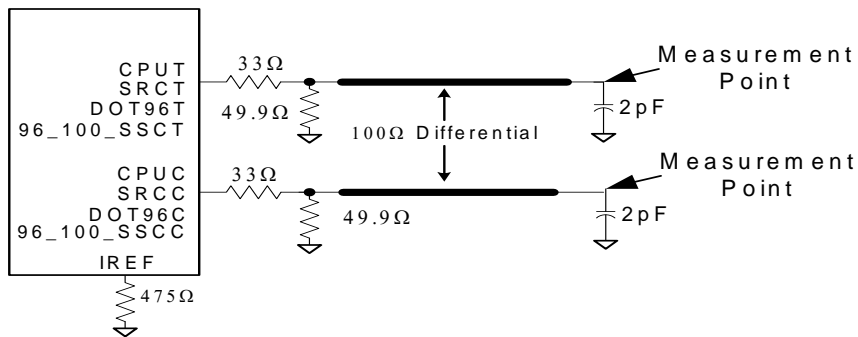 CPUT
SRCT
DOT96T
96_100_SSCT
33Ω
49.9Ω
Measurement
Point
2pF
100Ω Differential
CPUC
SRCC
DOT96C
96_100_SSCC
33Ω
49.9Ω
Measurement
Point
2pF
IREF
475Ω